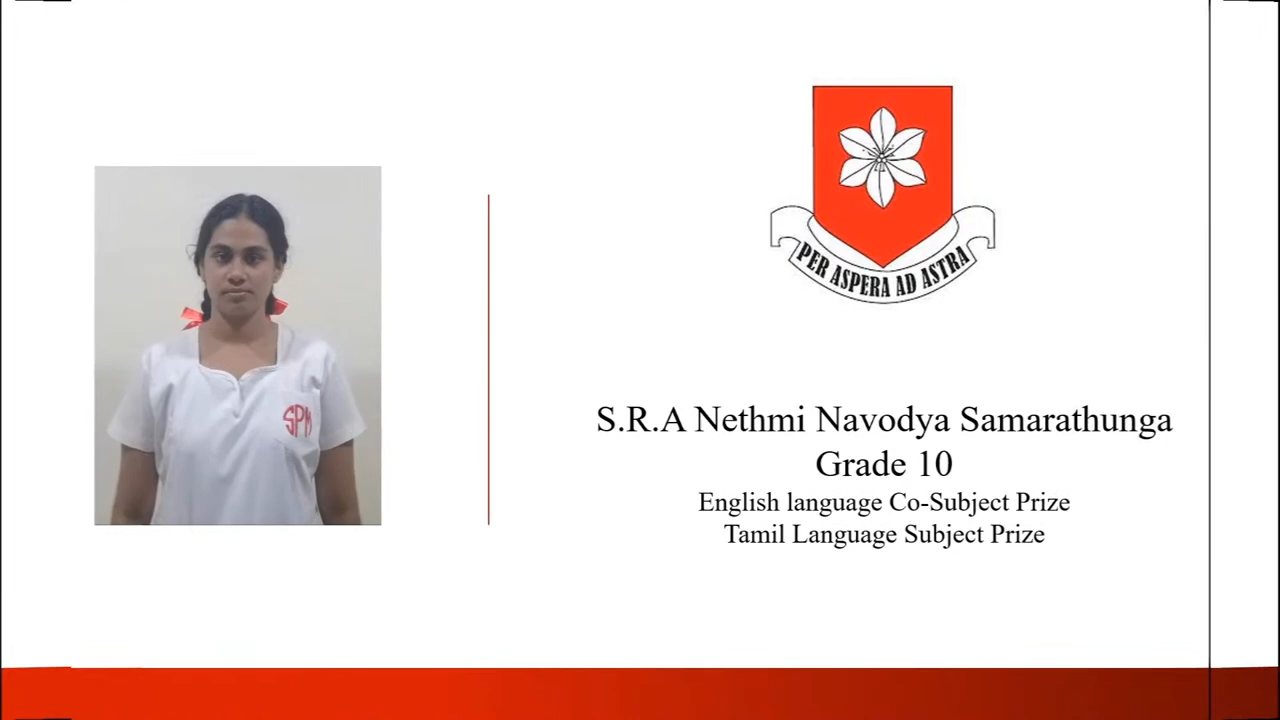 SPM
PER ASPERA AD ASTRA
S.R.A Nethmi Navodya Samarathunga
Grade 10
English language Co-Subject Prize
Tamil Language Subject Prize